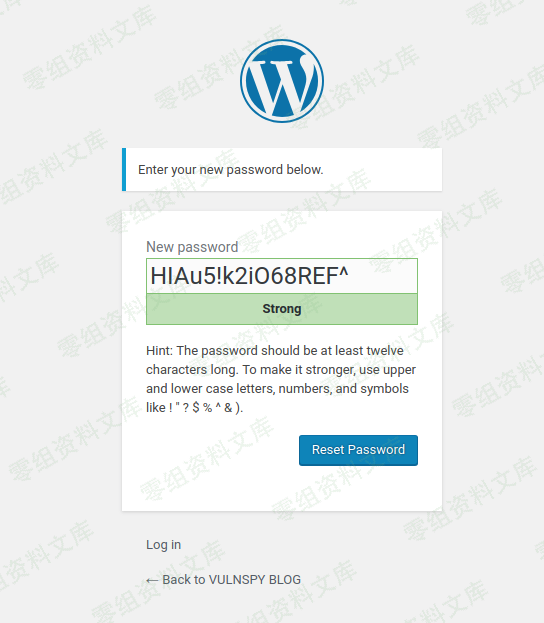 Enter your new password below.
New password
HIAu5!k2iO68REF^
Strong
Hint: The password should be at least twelve
characters long. To make it stronger, use upper
and lower case letters, numbers, and symbols
like ! " ? $ % ^ & ).
Reset Password
Log in
← Back to VULNSPY BLOG
零组资料文库